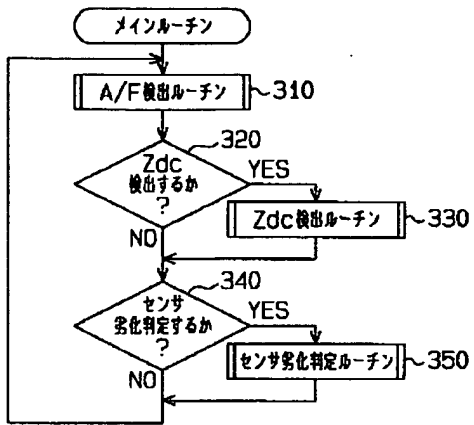 メインルーチン
A/F検出ルーチン
310
320
Zdc
検出するか
?
YES
Zdc検出ルーチン
330
NO
340
センサ
劣化判定するか
?
YES
センサ劣化判定ルーチン
350
NO